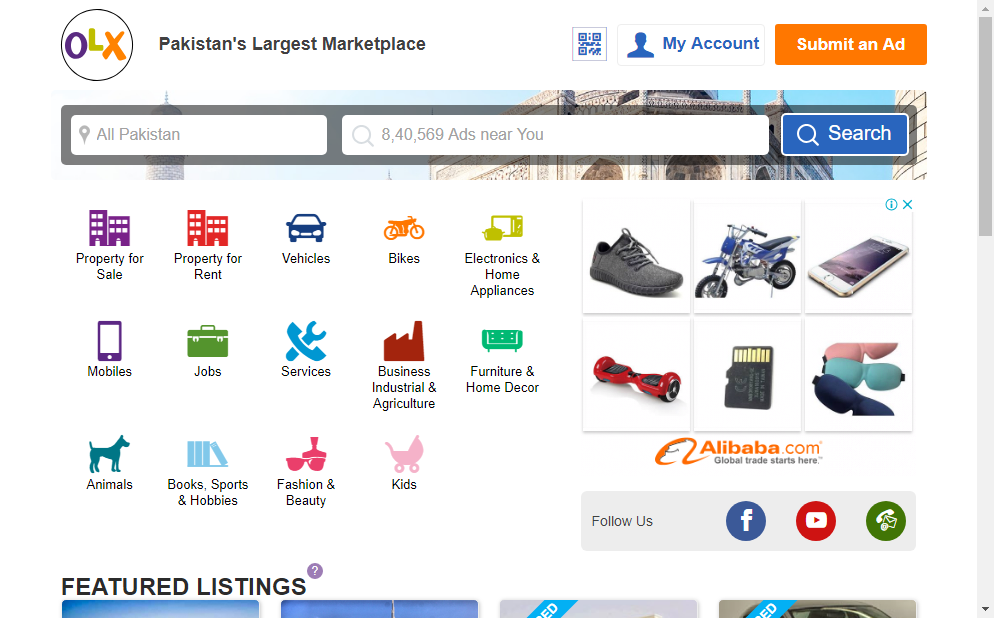 OLX
Pakistan's Largest Marketplace
My Account
Submit an Ad
All Pakistan
8,40,569 Ads near You
Search
Property for
Sale
Property for
Rent
Vehicles
Bikes
Electronics &
Home
Appliances
Mobiles
Jobs
Services
Business
Industrial &
Agriculture
Furniture &
Home Decor
Animals
Books, Sports
& Hobbies
Fashion &
Beauty
Kids
Alibaba.com
Global trade starts here.™
Follow Us
FEATURED LISTINGS
?